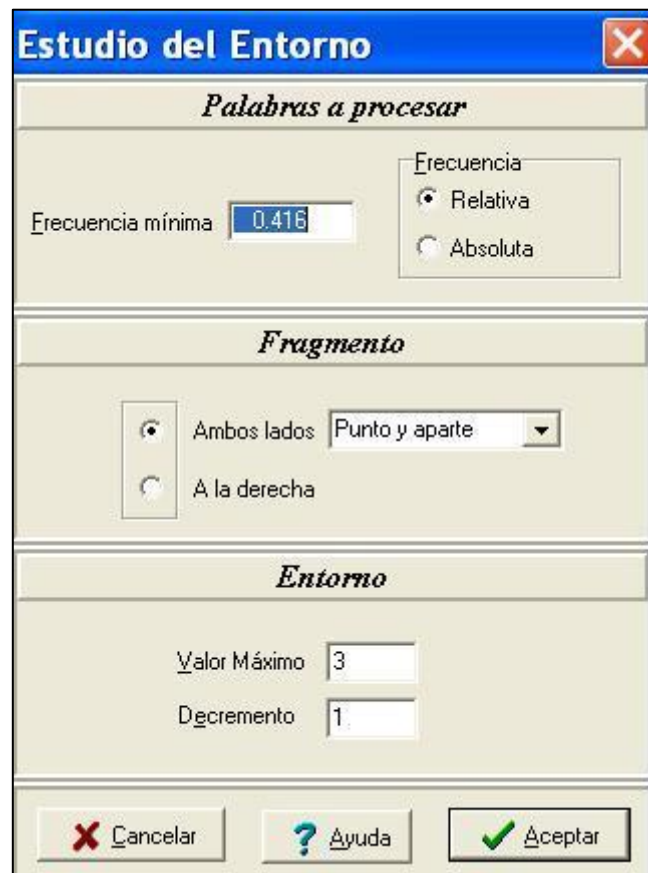 Estudio del Entorno
Palabras a procesar
Frecuencia
Relativa
Frecuencia mínima 0.416
Absoluta
Fragmento
Ambos lados Punto y aparte
A la derecha
Entorno
Valor Máximo 3
Decremento 1
Cancelar Ayuda Aceptar